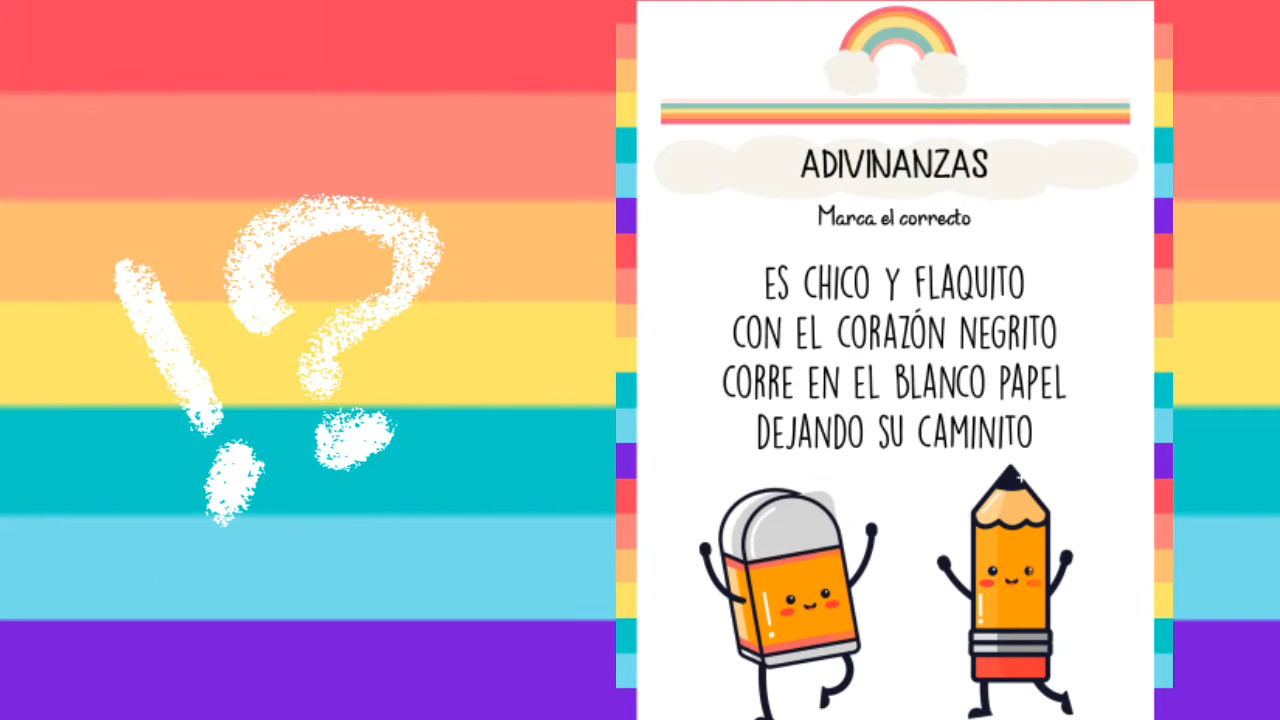 !?
ADIVINANZAS
Marca el correcto
ES CHICO Y FLAQUITO
CON EL CORAZÓN NEGRITO
CORRE EN EL BLANCO PAPEL
DEJANDO SU CAMINITO